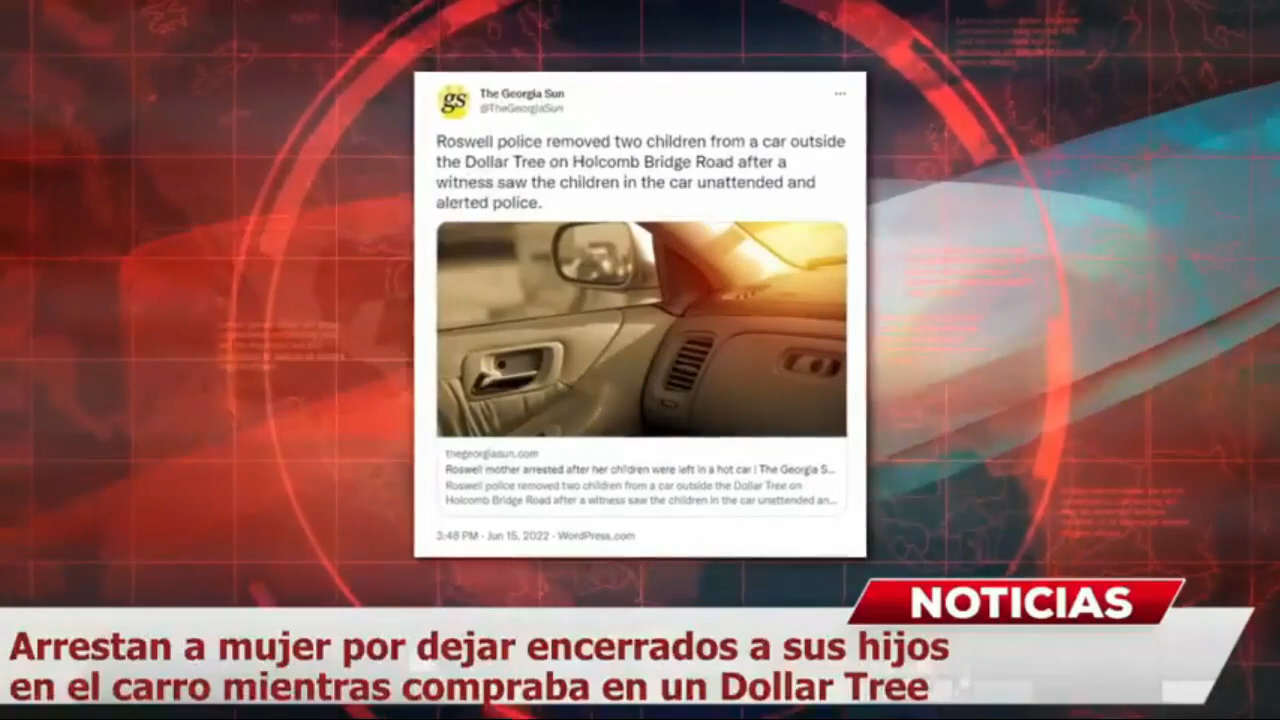 gs
The Georgia Sun
@TheGeorgiaSun
Roswell police removed two children from a car outside
the Dollar Tree on Holcomb Bridge Road after a
witness saw the children in the car unattended and
alerted police.
thegeorgiasun.com
Roswell mother arrested after her children were left in a hot car | The Georgia S...
Roswell police removed two children from a car outside the Dollar Tree on
Holcomb Bridge Road after a witness saw the children in the car unattended an...
3:48 PM · Jun 15, 2022 · WordPress.com
NOTICIAS
Arrestan a mujer por dejar encerrados a sus hijos
en el carro mientras compraba en un Dollar Tree